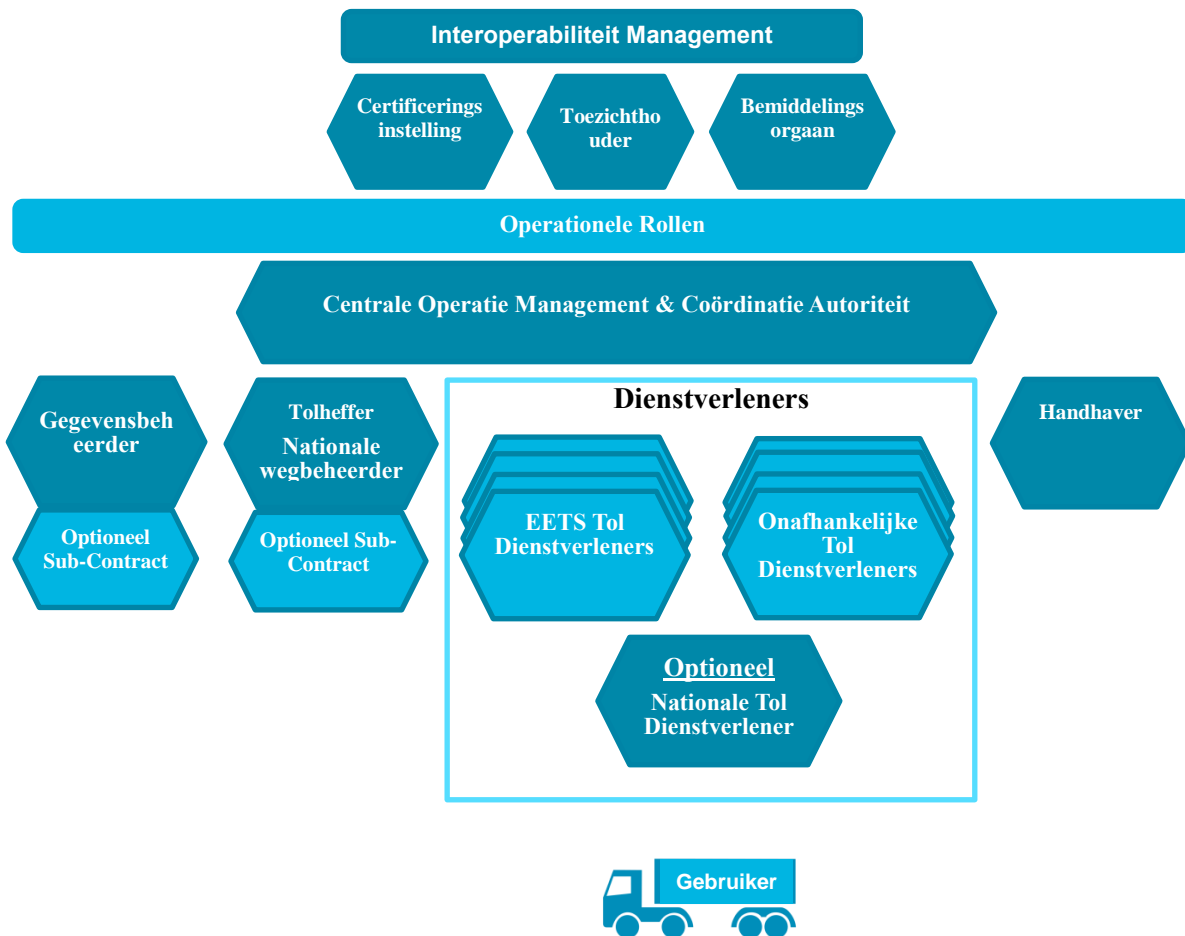 Interoperabiliteit Management
Certificerings
instelling
Toezichtho
uder
Bemiddelings
orgaan
Operationele Rollen
Centrale Operatie Management & Coördinatie Autoriteit
Gegevensbeh
eerder
Optioneel
Sub-Contract
Tolheffer
Nationale
wegbeheerder
Optioneel Sub-
Contract
Dienstverleners
EETS Tol
Dienstverleners
Onafhankelijke
Tol
Dienstverleners
Optioneel
Nationale Tol
Dienstverlener
Handhaver
Gebruiker